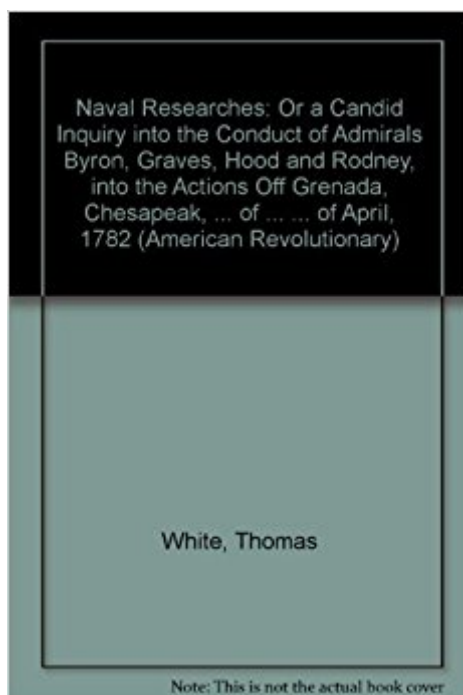 Naval Researches: Or a Candid
Inquiry into the Conduct of Admirals
Byron, Graves, Hood and Rodney,
into the Actions Off Grenada,
Chesapeak, ... of ... ... of April,
1782 (American Revolutionary)
White, Thomas
Note: This is not the actual book cover